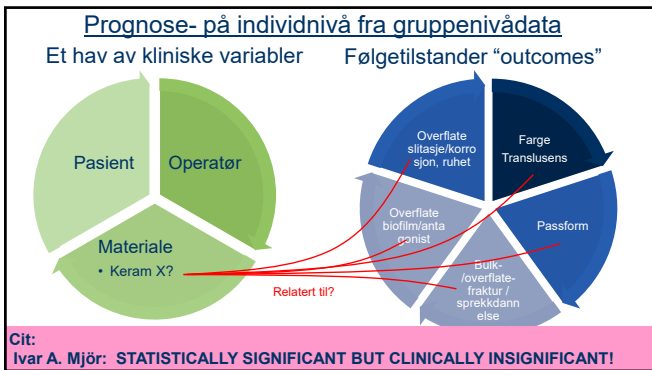 Prognose- på individnivå fra gruppenivådata
Et hav av kliniske variabler
Følgetilstander “outcomes”
Pasient
Operatør
Materiale
• Keram X?
Relatert til?
Overflate
slitasje/korro
sjon, ruhet
Farge
Translusens
Overflate
biofilm/anta
gonist
Passform
Bulk-
/overflate-
fraktur /
sprekkdann
else
Cit:
Ivar A. Mjör: STATISTICALLY SIGNIFICANT BUT CLINICALLY INSIGNIFICANT!